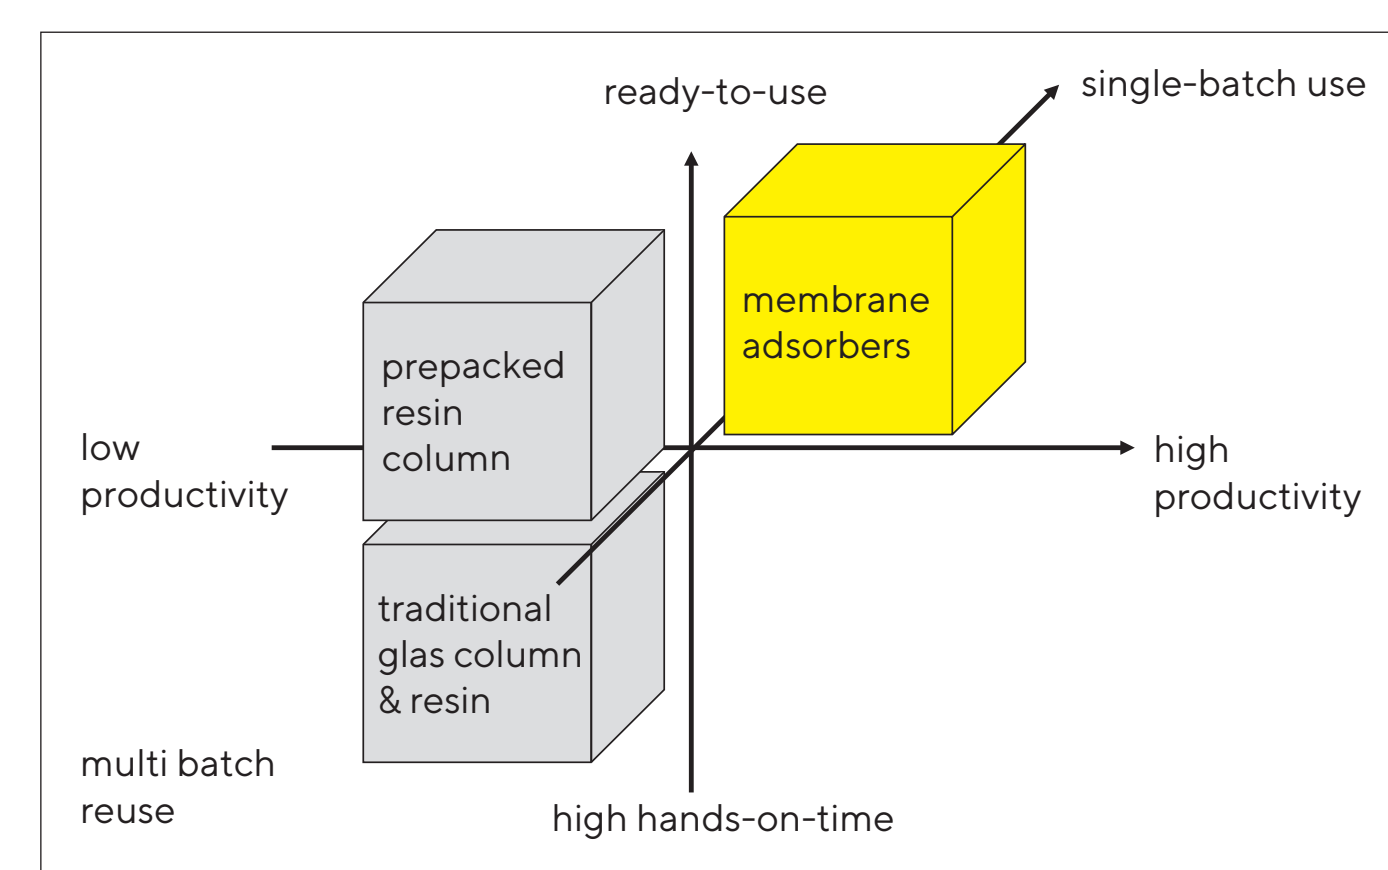 ready-to-use
single-batch use
membrane
adsorbers
prepacked
resin
column
low
productivity
high
productivity
traditional
glas column
& resin
multi batch
reuse
high hands-on-time